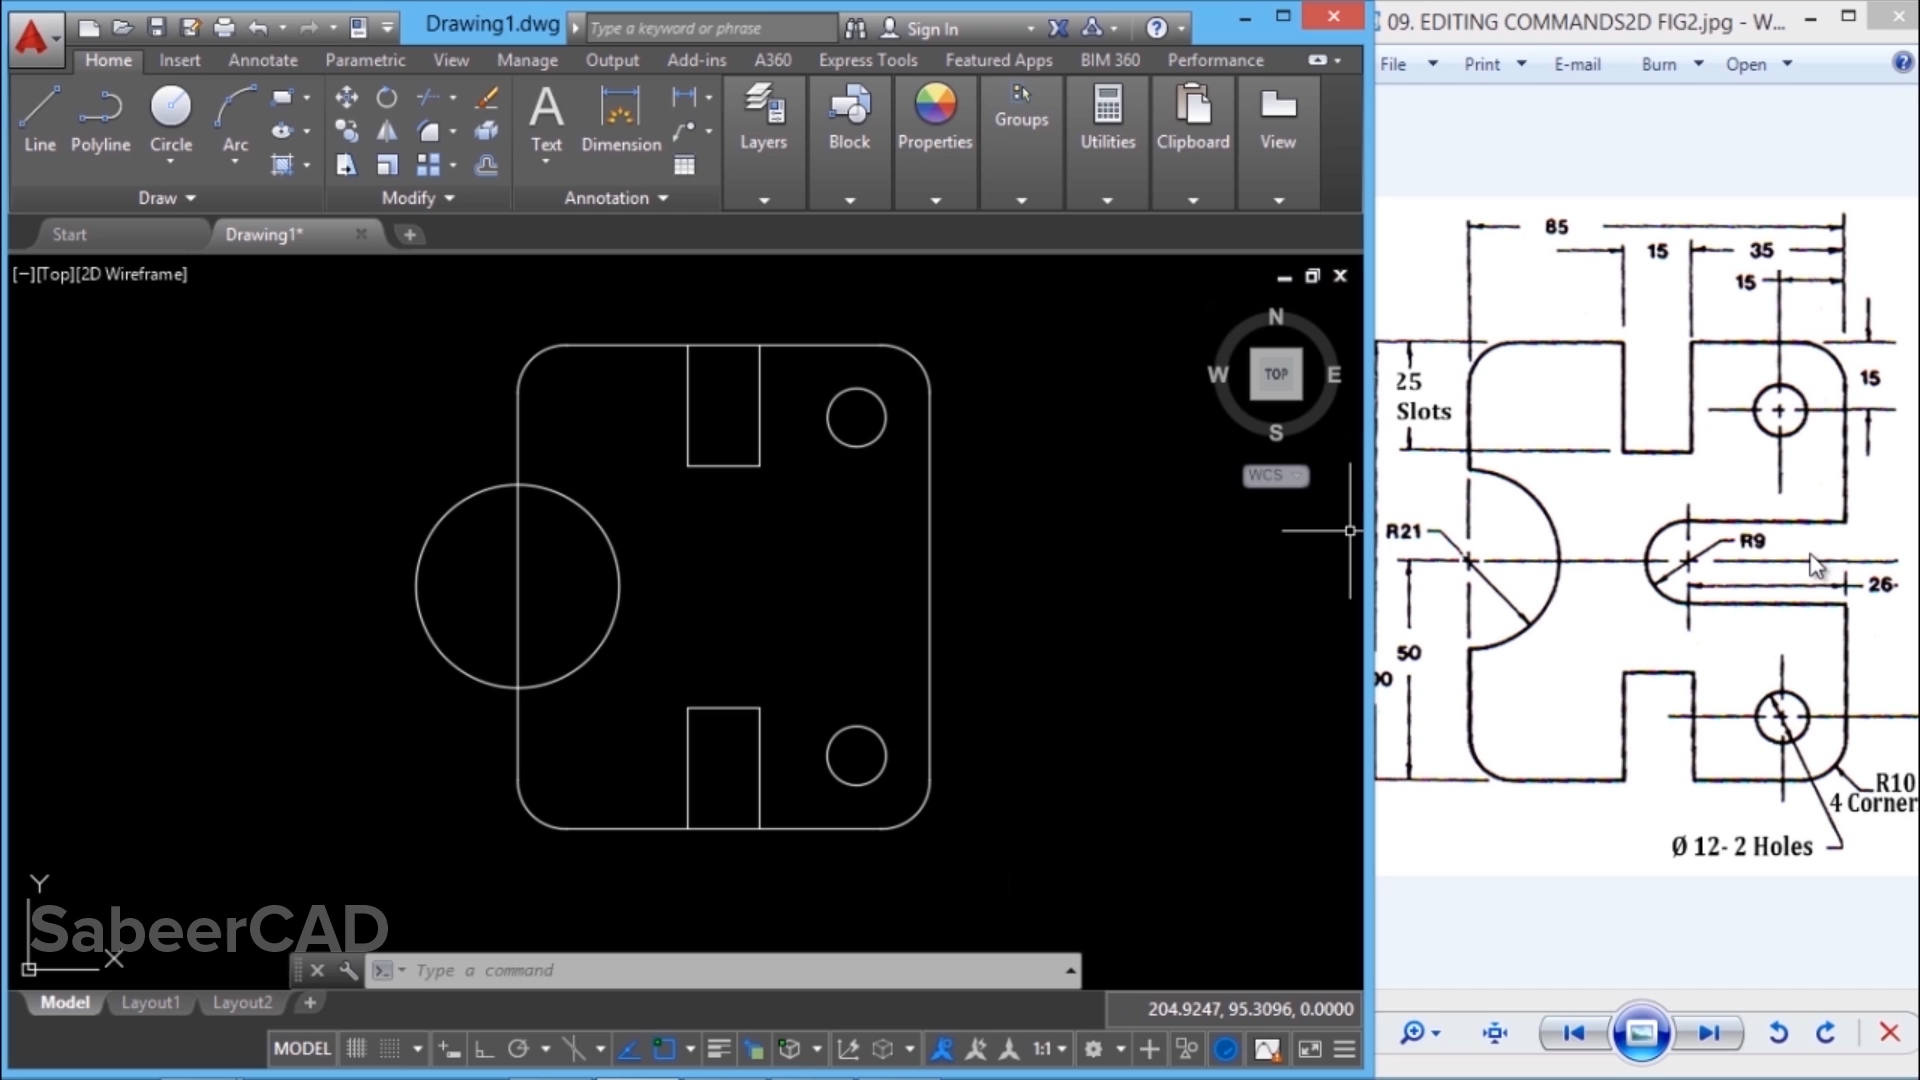 Drawing1.dwg
Type a keyword or phrase
Sign In
Home Insert Annotate Parametric View Manage Output Add-ins A360 Express Tools Featured Apps BIM 360 Performance
Line Polyline Circle Arc
Text Dimension
Layers Block Properties Groups Utilities Clipboard View
Draw Modify Annotation
Start Drawing1*
[−][Top][2D Wireframe]
N
W TOP E
S
WCS
Y
X
SabeerCAD
Type a command
Model Layout1 Layout2
204.9247, 95.3096, 0.0000
MODEL 1:1
09. EDITING COMMANDS2D FIG2.jpg - W...
File Print E-mail Burn Open
85
15 35
15
25
Slots
15
R21
R9
26
50
R10
4 Corner
Ø 12- 2 Holes